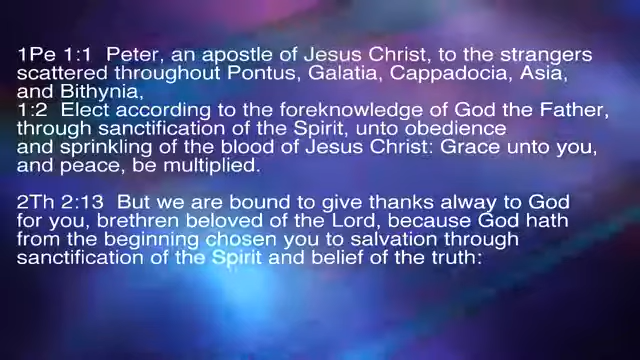 1Pe 1:1  Peter, an apostle of Jesus Christ, to the strangers
scattered throughout Pontus, Galatia, Cappadocia, Asia,
and Bithynia,
1:2  Elect according to the foreknowledge of God the Father,
through sanctification of the Spirit, unto obedience
and sprinkling of the blood of Jesus Christ: Grace unto you,
and peace, be multiplied.
2Th 2:13  But we are bound to give thanks alway to God
for you, brethren beloved of the Lord, because God hath
from the beginning chosen you to salvation through
sanctification of the Spirit and belief of the truth: